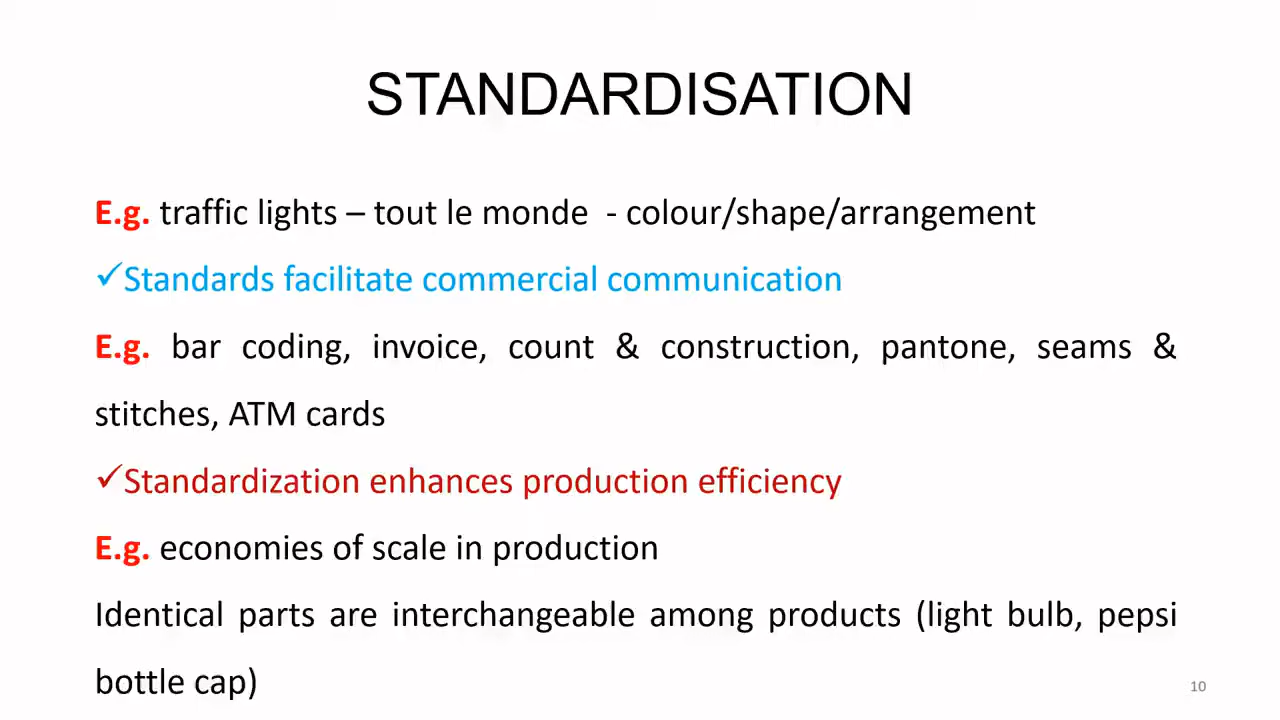 STANDARDISATION
E.g. traffic lights – tout le monde - colour/shape/arrangement
✓Standards facilitate commercial communication
E.g. bar coding, invoice, count & construction, pantone, seams &
stitches, ATM cards
✓Standardization enhances production efficiency
E.g. economies of scale in production
Identical parts are interchangeable among products (light bulb, pepsi
bottle cap)
10